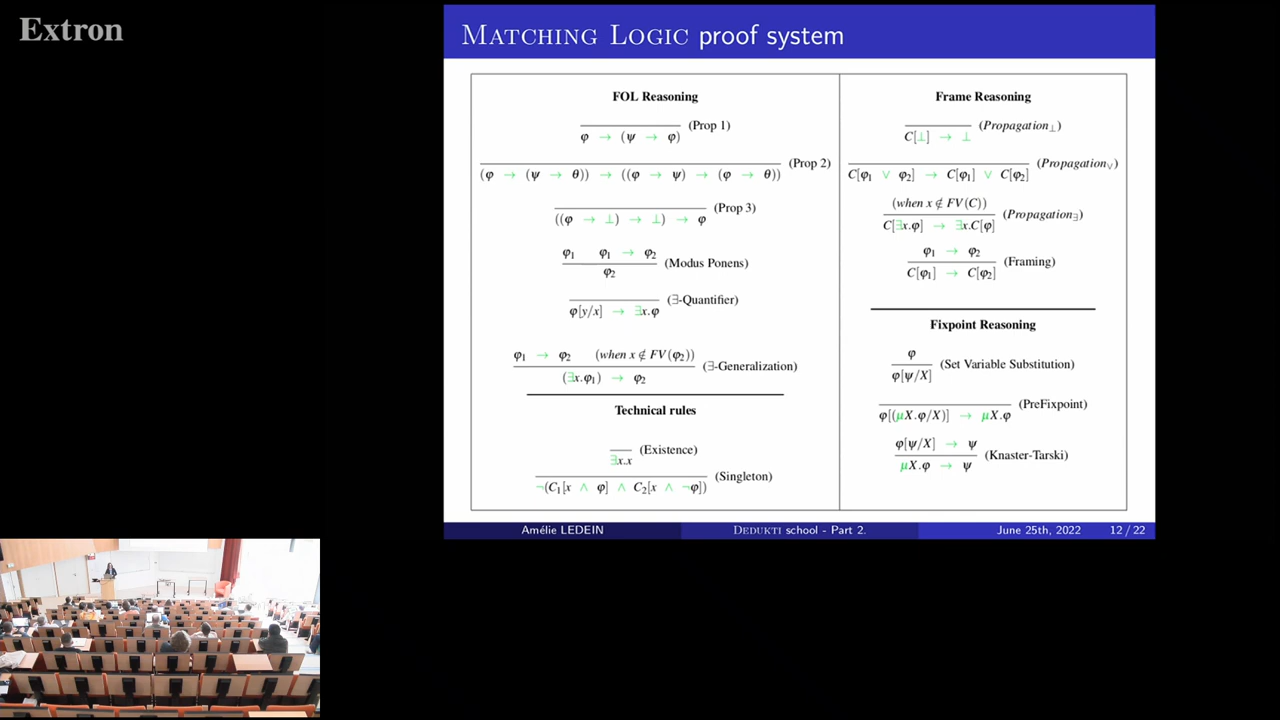 Extron
MATCHING LOGIC proof system
FOL Reasoning
φ → (ψ → φ) (Prop 1)
(φ → (ψ → θ)) → ((φ → ψ) → (φ → θ)) (Prop 2)
((φ → ⊥) → ⊥) → φ (Prop 3)
φ₁ φ₁ → φ₂
φ₂ (Modus Ponens)
φ[y/x] → ∃x.φ (∃-Quantifier)
φ₁ → φ₂ (when x ∉ FV(φ₂))
(∃x.φ₁) → φ₂ (∃-Generalization)
Technical rules
∃x.x (Existence)
¬(C₁[x ∧ φ] ∧ C₂[x ∧ ¬φ]) (Singleton)
Frame Reasoning
C[⊥] → ⊥ (Propagation⊥)
C[φ₁ ∨ φ₂] → C[φ₁] ∨ C[φ₂] (Propagation∨)
(when x ∉ FV(C))
C[∃x.φ] → ∃x.C[φ] (Propagation∃)
φ₁ → φ₂
C[φ₁] → C[φ₂] (Framing)
Fixpoint Reasoning
φ
φ[ψ/X] (Set Variable Substitution)
φ[(μX.φ/X)] → μX.φ (PreFixpoint)
φ[ψ/X] → ψ
μX.φ → ψ (Knaster-Tarski)
Amélie LEDEIN DEDUKTI school - Part 2. June 25th, 2022 12 / 22